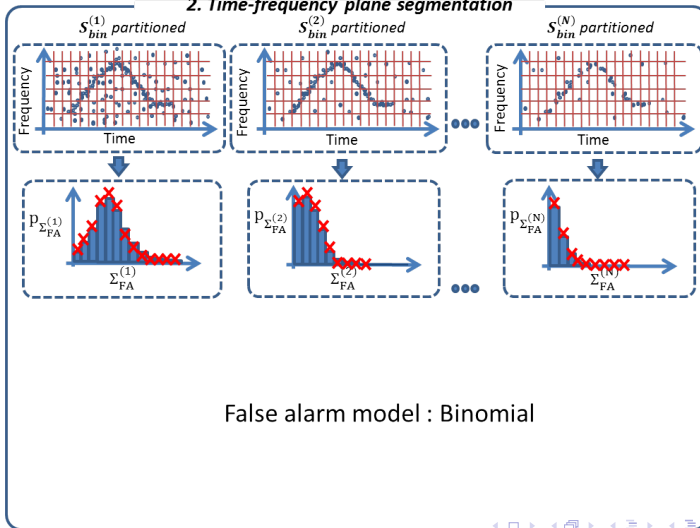 2. Time-frequency plane segmentation
S_bin^(1) partitioned
S_bin^(2) partitioned
S_bin^(N) partitioned
Frequency
Time
Frequency
Time
Frequency
Time
p_Σ_FA^(1)
Σ_FA^(1)
p_Σ_FA^(2)
Σ_FA^(2)
p_Σ_FA^(N)
Σ_FA^(N)
False alarm model : Binomial